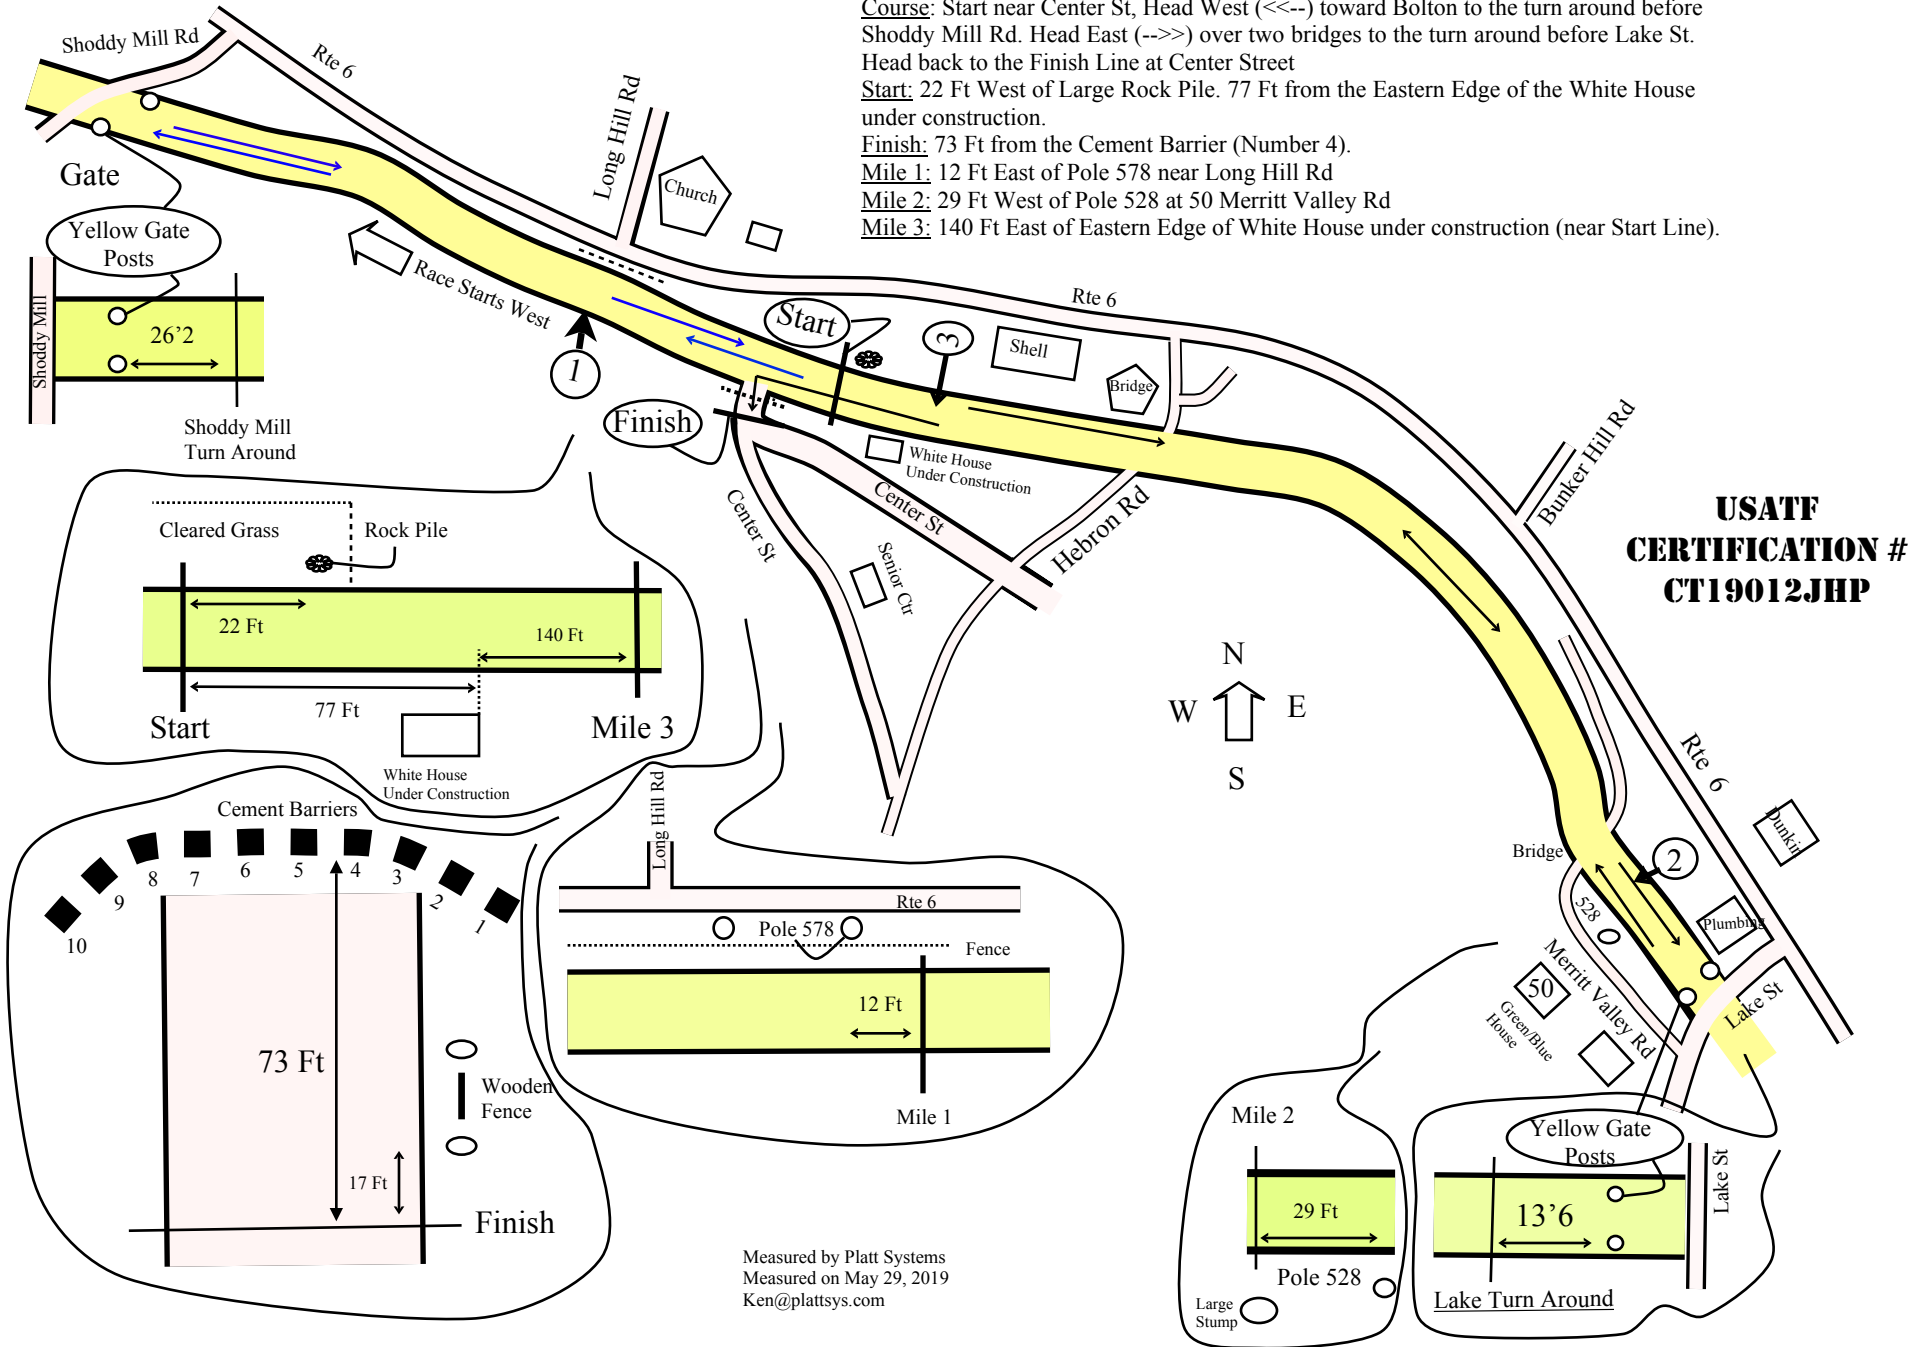 Course: Start near Center St, Head West (<<--) toward Bolton to the turn around before
Shoddy Mill Rd. Head East (-->>) over two bridges to the turn around before Lake St.
Head back to the Finish Line at Center Street
Start: 22 Ft West of Large Rock Pile. 77 Ft from the Eastern Edge of the White House
under construction.
Finish: 73 Ft from the Cement Barrier (Number 4).
Mile 1: 12 Ft East of Pole 578 near Long Hill Rd
Mile 2: 29 Ft West of Pole 528 at 50 Merritt Valley Rd
Mile 3: 140 Ft East of Eastern Edge of White House under construction (near Start Line).
Shoddy Mill Rd
Rte 6
Long Hill Rd
Church
Gate
Yellow Gate
Posts
Race Starts West
Shoddy Mill
26'2
Shoddy Mill
Turn Around
1
Start
3
Shell
Rte 6
Bridge
Finish
White House
Under Construction
Center St
Center St
Hebron Rd
Senior Ctr
Bunker Hill Rd
USATF
CERTIFICATION #
CT19012JHP
Cleared Grass
Rock Pile
22 Ft
140 Ft
77 Ft
Start
Mile 3
White House
Under Construction
N
W
E
S
Rte 6
Dunkin
Bridge
2
528
Plumbing
Merritt Valley Rd
50
Green/Blue
House
Lake St
Cement Barriers
10
9
8
7
6
5
4
3
2
1
73 Ft
Wooden
Fence
17 Ft
Finish
Long Hill Rd
Rte 6
Pole 578
Fence
12 Ft
Mile 1
Measured by Platt Systems
Measured on May 29, 2019
Ken@plattsys.com
Mile 2
29 Ft
Pole 528
Large
Stump
Yellow Gate
Posts
Lake St
13'6
Lake Turn Around